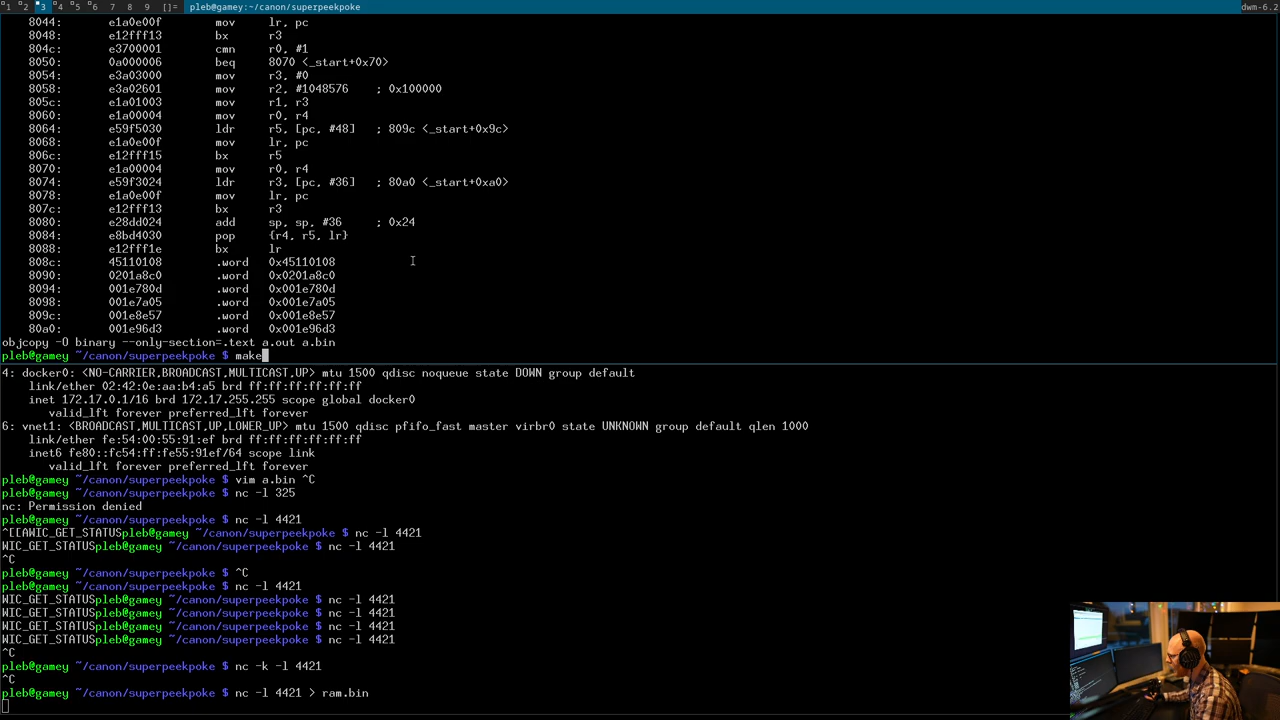 1 2 3 4 5 6 7 8 9 []= pleb@gamey:~/canon/superpeekpoke dwm-6.2
8044: e1a0e00f mov lr, pc
8048: e12fff13 bx r3
804c: e3700001 cmn r0, #1
8050: 0a000006 beq 8070 <_start+0x70>
8054: e3a03000 mov r3, #0
8058: e3a02601 mov r2, #1048576 ; 0x100000
805c: e1a01003 mov r1, r3
8060: e1a00004 mov r0, r4
8064: e59f5030 ldr r5, [pc, #48] ; 809c <_start+0x9c>
8068: e1a0e00f mov lr, pc
806c: e12fff15 bx r5
8070: e1a00004 mov r0, r4
8074: e59f3024 ldr r3, [pc, #36] ; 80a0 <_start+0xa0>
8078: e1a0e00f mov lr, pc
807c: e12fff13 bx r3
8080: e28dd024 add sp, sp, #36 ; 0x24
8084: e8bd4030 pop {r4, r5, lr}
8088: e12fff1e bx lr
808c: 45110108 .word 0x45110108
8090: 0201a8c0 .word 0x0201a8c0
8094: 001e780d .word 0x001e780d
8098: 001e7a05 .word 0x001e7a05
809c: 001e8e57 .word 0x001e8e57
80a0: 001e96d3 .word 0x001e96d3
objcopy -O binary --only-section=.text a.out a.bin
pleb@gamey ~/canon/superpeekpoke $ make
4: docker0: <NO-CARRIER,BROADCAST,MULTICAST,UP> mtu 1500 qdisc noqueue state DOWN group default
link/ether 02:42:0e:aa:b4:a5 brd ff:ff:ff:ff:ff:ff
inet 172.17.0.1/16 brd 172.17.255.255 scope global docker0
valid_lft forever preferred_lft forever
6: vnet1: <BROADCAST,MULTICAST,UP,LOWER_UP> mtu 1500 qdisc pfifo_fast master virbr0 state UNKNOWN group default qlen 1000
link/ether fe:54:00:55:91:ef brd ff:ff:ff:ff:ff:ff
inet6 fe80::fc54:ff:fe55:91ef/64 scope link
valid_lft forever preferred_lft forever
pleb@gamey ~/canon/superpeekpoke $ vim a.bin ^C
pleb@gamey ~/canon/superpeekpoke $ nc -l 325
nc: Permission denied
pleb@gamey ~/canon/superpeekpoke $ nc -l 4421
^[[AWIC_GET_STATUSpleb@gamey ~/canon/superpeekpoke $ nc -l 4421
WIC_GET_STATUSpleb@gamey ~/canon/superpeekpoke $ nc -l 4421
^C
pleb@gamey ~/canon/superpeekpoke $ ^C
pleb@gamey ~/canon/superpeekpoke $ nc -l 4421
WIC_GET_STATUSpleb@gamey ~/canon/superpeekpoke $ nc -l 4421
WIC_GET_STATUSpleb@gamey ~/canon/superpeekpoke $ nc -l 4421
WIC_GET_STATUSpleb@gamey ~/canon/superpeekpoke $ nc -l 4421
WIC_GET_STATUSpleb@gamey ~/canon/superpeekpoke $ nc -l 4421
^C
pleb@gamey ~/canon/superpeekpoke $ nc -k -l 4421
^C
pleb@gamey ~/canon/superpeekpoke $ nc -l 4421 > ram.bin